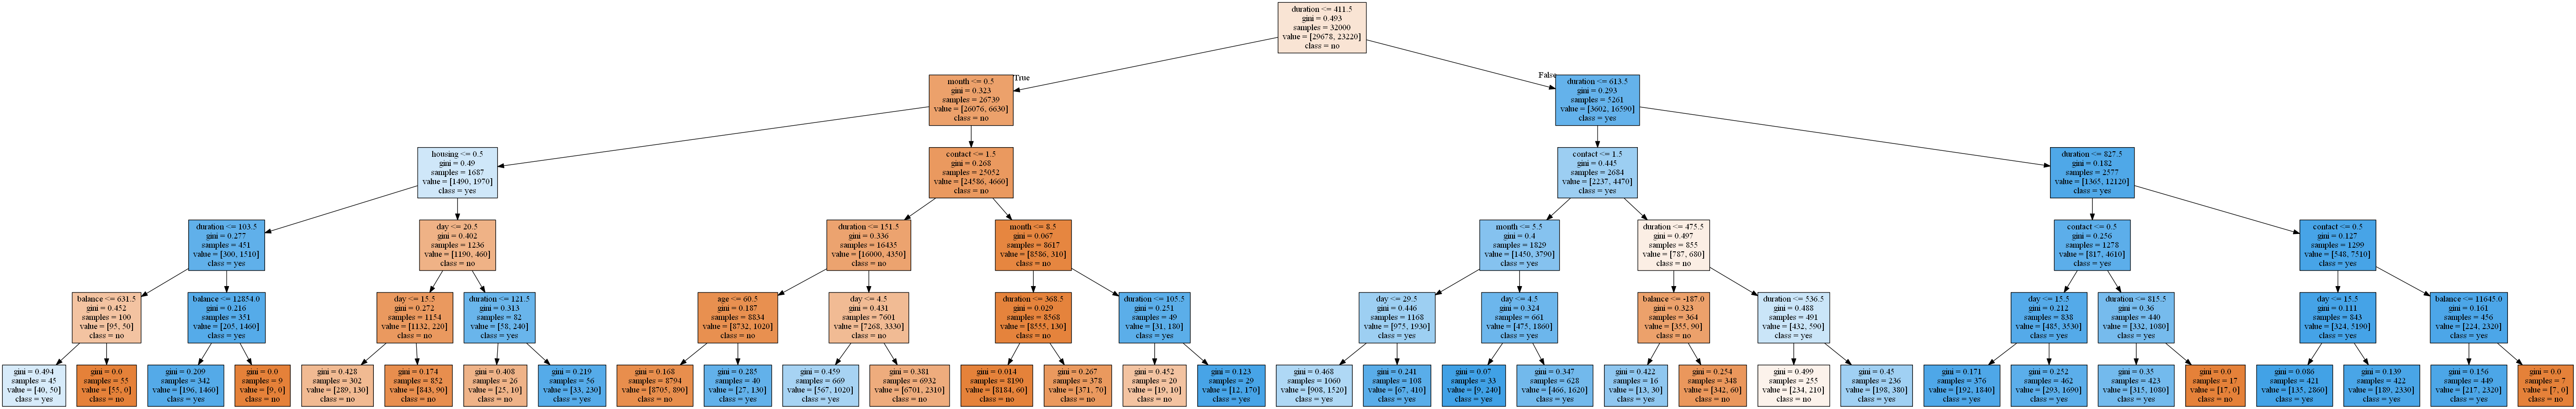 duration <= 411.5
gini = 0.493
samples = 32000
value = [29678, 23220]
class = no
True
False
month <= 0.5
gini = 0.323
samples = 26739
value = [26076, 6630]
class = no
duration <= 613.5
gini = 0.293
samples = 5261
value = [3602, 16590]
class = yes
housing <= 0.5
gini = 0.49
samples = 1687
value = [1490, 1970]
class = yes
contact <= 1.5
gini = 0.268
samples = 25052
value = [24586, 4660]
class = no
contact <= 1.5
gini = 0.445
samples = 2684
value = [2237, 4470]
class = yes
duration <= 827.5
gini = 0.182
samples = 2577
value = [1365, 12120]
class = yes
duration <= 103.5
gini = 0.277
samples = 451
value = [300, 1510]
class = yes
day <= 20.5
gini = 0.402
samples = 1236
value = [1190, 460]
class = no
duration <= 151.5
gini = 0.336
samples = 16435
value = [16000, 4350]
class = no
month <= 8.5
gini = 0.067
samples = 8617
value = [8586, 310]
class = no
month <= 5.5
gini = 0.4
samples = 1829
value = [1450, 3790]
class = yes
duration <= 475.5
gini = 0.497
samples = 855
value = [787, 680]
class = no
contact <= 0.5
gini = 0.256
samples = 1278
value = [817, 4610]
class = yes
contact <= 0.5
gini = 0.127
samples = 1299
value = [548, 7510]
class = yes
balance <= 631.5
gini = 0.452
samples = 100
value = [95, 50]
class = no
balance <= 12854.0
gini = 0.216
samples = 351
value = [205, 1460]
class = yes
day <= 15.5
gini = 0.272
samples = 1154
value = [1132, 220]
class = no
duration <= 121.5
gini = 0.313
samples = 82
value = [58, 240]
class = yes
age <= 60.5
gini = 0.187
samples = 8834
value = [8732, 1020]
class = no
day <= 4.5
gini = 0.431
samples = 7601
value = [7268, 3330]
class = no
duration <= 368.5
gini = 0.029
samples = 8568
value = [8555, 130]
class = no
duration <= 105.5
gini = 0.251
samples = 49
value = [31, 180]
class = yes
day <= 29.5
gini = 0.446
samples = 1168
value = [975, 1930]
class = yes
day <= 4.5
gini = 0.324
samples = 661
value = [475, 1860]
class = yes
balance <= -187.0
gini = 0.323
samples = 364
value = [355, 90]
class = no
duration <= 536.5
gini = 0.488
samples = 491
value = [432, 590]
class = yes
day <= 15.5
gini = 0.212
samples = 838
value = [485, 3530]
class = yes
duration <= 815.5
gini = 0.36
samples = 440
value = [332, 1080]
class = yes
day <= 15.5
gini = 0.111
samples = 843
value = [324, 5190]
class = yes
balance <= 11645.0
gini = 0.161
samples = 456
value = [224, 2320]
class = yes
gini = 0.494
samples = 45
value = [40, 50]
class = yes
gini = 0.0
samples = 55
value = [55, 0]
class = no
gini = 0.209
samples = 342
value = [196, 1460]
class = yes
gini = 0.0
samples = 9
value = [9, 0]
class = no
gini = 0.428
samples = 302
value = [289, 130]
class = no
gini = 0.174
samples = 852
value = [843, 90]
class = no
gini = 0.408
samples = 26
value = [25, 10]
class = no
gini = 0.219
samples = 56
value = [33, 230]
class = yes
gini = 0.168
samples = 8794
value = [8705, 890]
class = no
gini = 0.285
samples = 40
value = [27, 130]
class = yes
gini = 0.459
samples = 669
value = [567, 1020]
class = yes
gini = 0.381
samples = 6932
value = [6701, 2310]
class = no
gini = 0.014
samples = 8190
value = [8184, 60]
class = no
gini = 0.267
samples = 378
value = [371, 70]
class = no
gini = 0.452
samples = 20
value = [19, 10]
class = no
gini = 0.123
samples = 29
value = [12, 170]
class = yes
gini = 0.468
samples = 1060
value = [908, 1520]
class = yes
gini = 0.241
samples = 108
value = [67, 410]
class = yes
gini = 0.07
samples = 33
value = [9, 240]
class = yes
gini = 0.347
samples = 628
value = [466, 1620]
class = yes
gini = 0.422
samples = 16
value = [13, 30]
class = yes
gini = 0.254
samples = 348
value = [342, 60]
class = no
gini = 0.499
samples = 255
value = [234, 210]
class = no
gini = 0.45
samples = 236
value = [198, 380]
class = yes
gini = 0.171
samples = 376
value = [192, 1840]
class = yes
gini = 0.252
samples = 462
value = [293, 1690]
class = yes
gini = 0.35
samples = 423
value = [315, 1080]
class = yes
gini = 0.0
samples = 17
value = [17, 0]
class = no
gini = 0.086
samples = 421
value = [135, 2860]
class = yes
gini = 0.139
samples = 422
value = [189, 2330]
class = yes
gini = 0.156
samples = 449
value = [217, 2320]
class = yes
gini = 0.0
samples = 7
value = [7, 0]
class = no